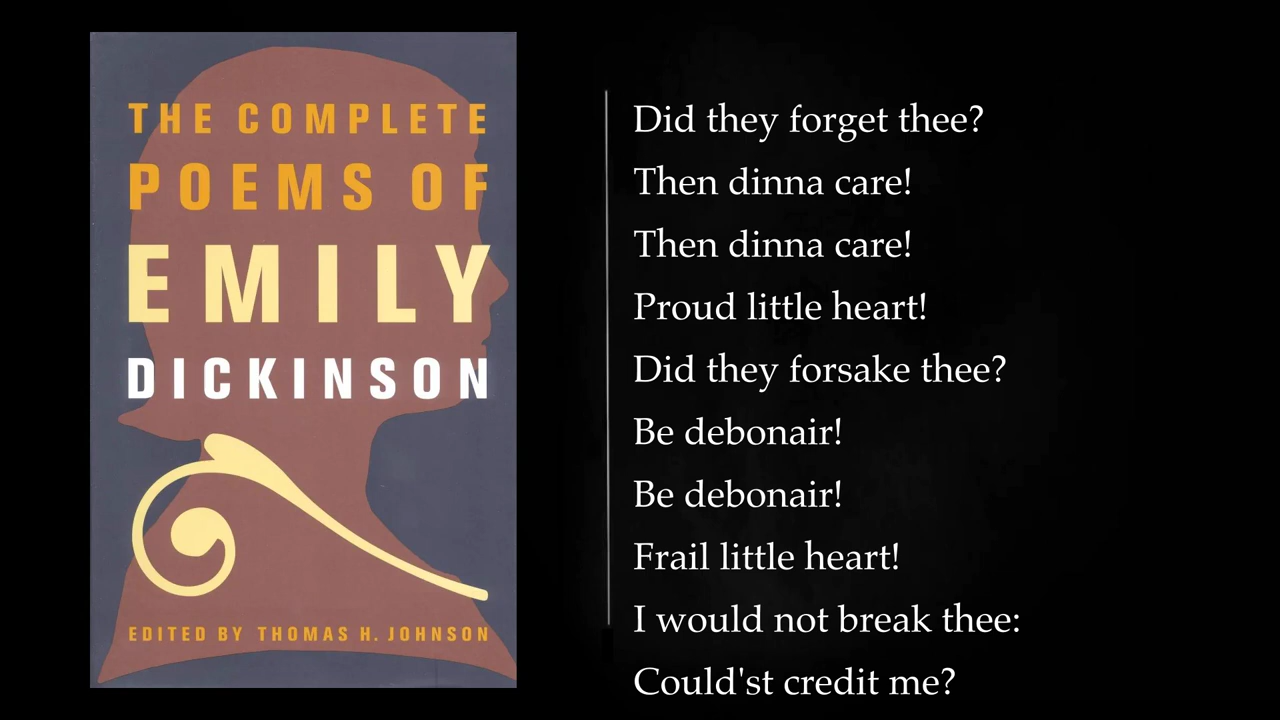 THE COMPLETE
POEMS OF
EMILY
DICKINSON
EDITED BY THOMAS H. JOHNSON
Did they forget thee?
Then dinna care!
Then dinna care!
Proud little heart!
Did they forsake thee?
Be debonair!
Be debonair!
Frail little heart!
I would not break thee:
Could'st credit me?